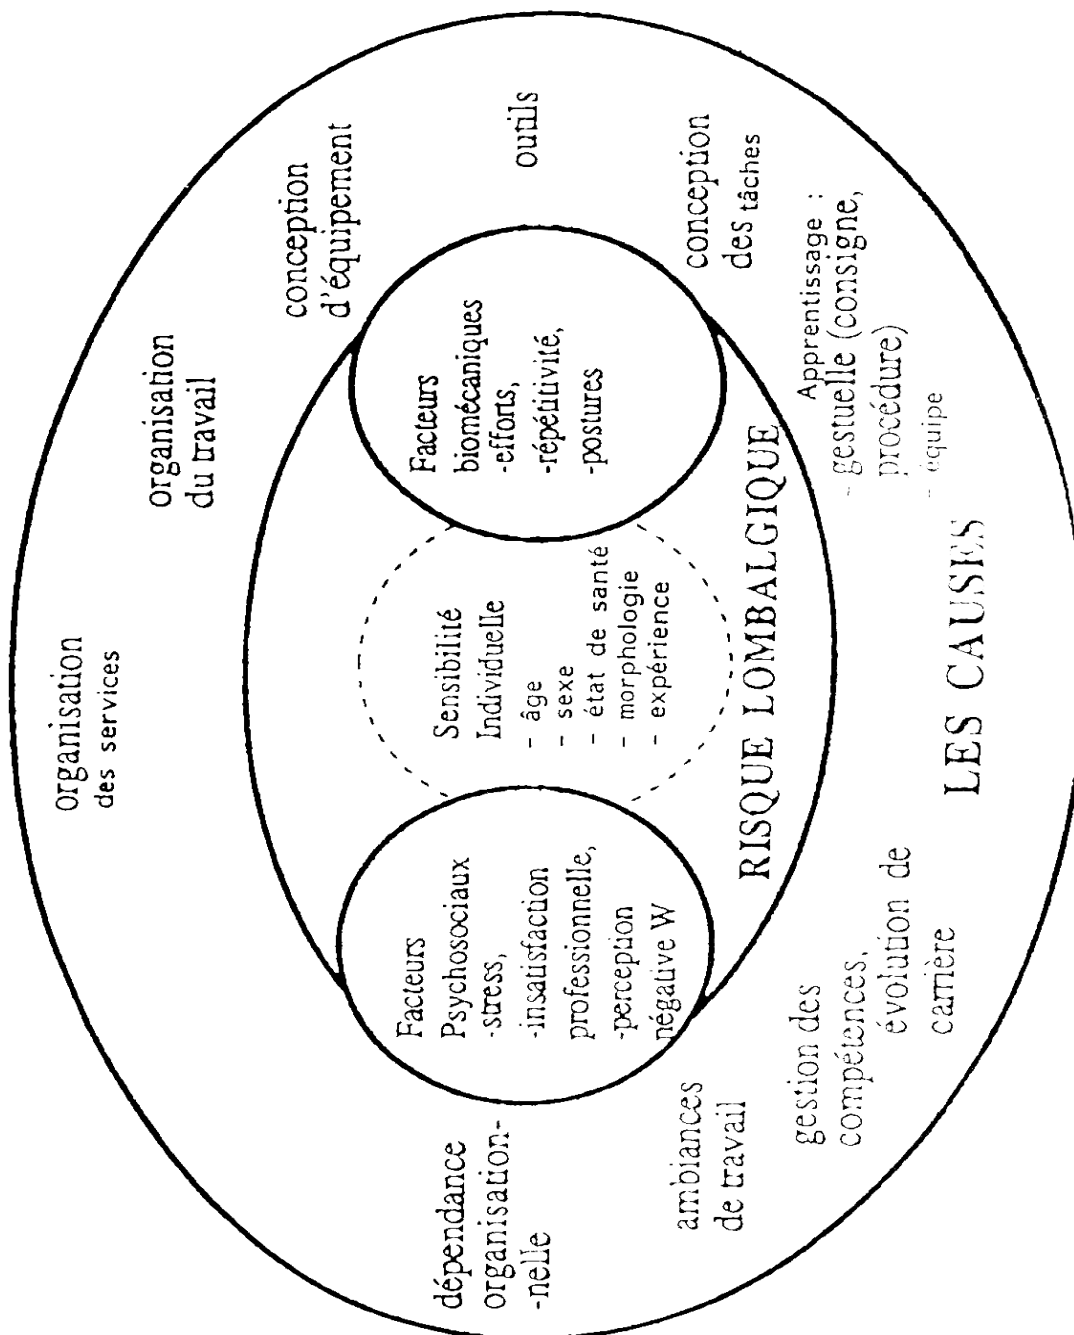 organisation
des services
organisation
du travail
conception
d'équipement
outils
conception
des tâches
Apprentissage :
- gestuelle (consigne,
procédure)
- équipe
dépendance
organisation-
-nelle
ambiances
de travail
gestion des
compétences,
évolution de
carrière
Facteurs
Psychosociaux
-stress,
-insatisfaction
professionnelle,
-perception
négative W
Sensibilité
Individuelle
- âge
- sexe
- état de santé
- morphologie
- expérience
Facteurs
biomécaniques
-efforts,
-répétitivité,
-postures
RISQUE LOMBALGIQUE
LES CAUSES